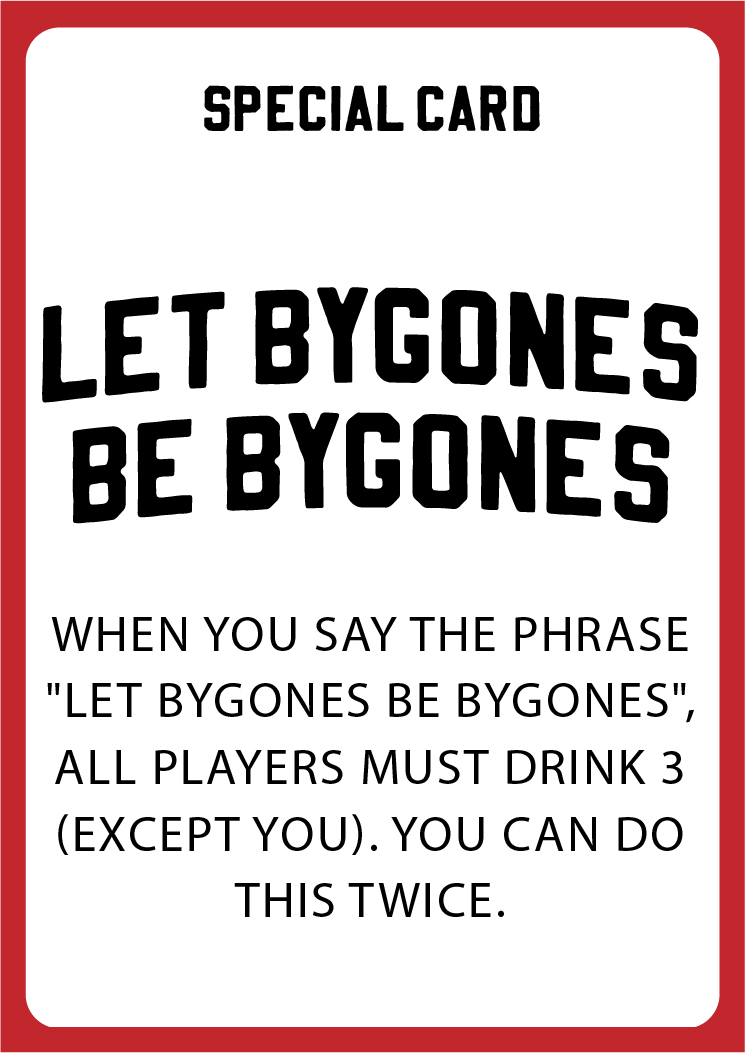 SPECIAL CARD
LET BYGONES
BE BYGONES
WHEN YOU SAY THE PHRASE
"LET BYGONES BE BYGONES",
ALL PLAYERS MUST DRINK 3
(EXCEPT YOU). YOU CAN DO
THIS TWICE.